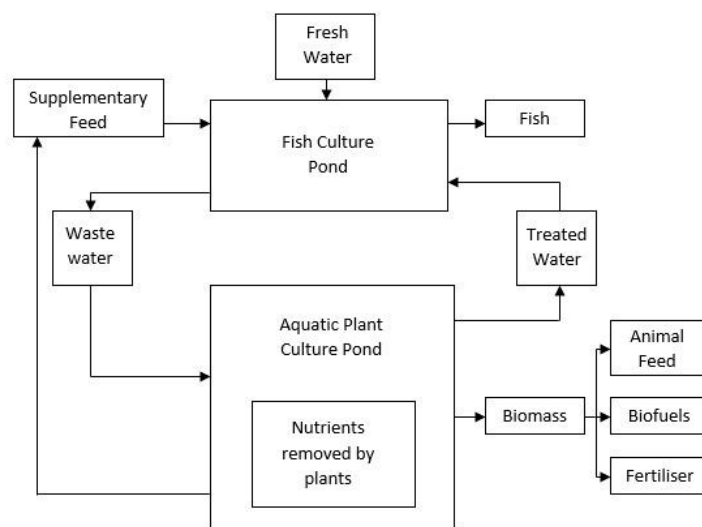 Fresh
Water
Supplementary
Feed
Fish Culture
Pond
Fish
Waste
water
Treated
Water
Aquatic Plant
Culture Pond
Nutrients
removed by
plants
Biomass
Animal
Feed
Biofuels
Fertiliser